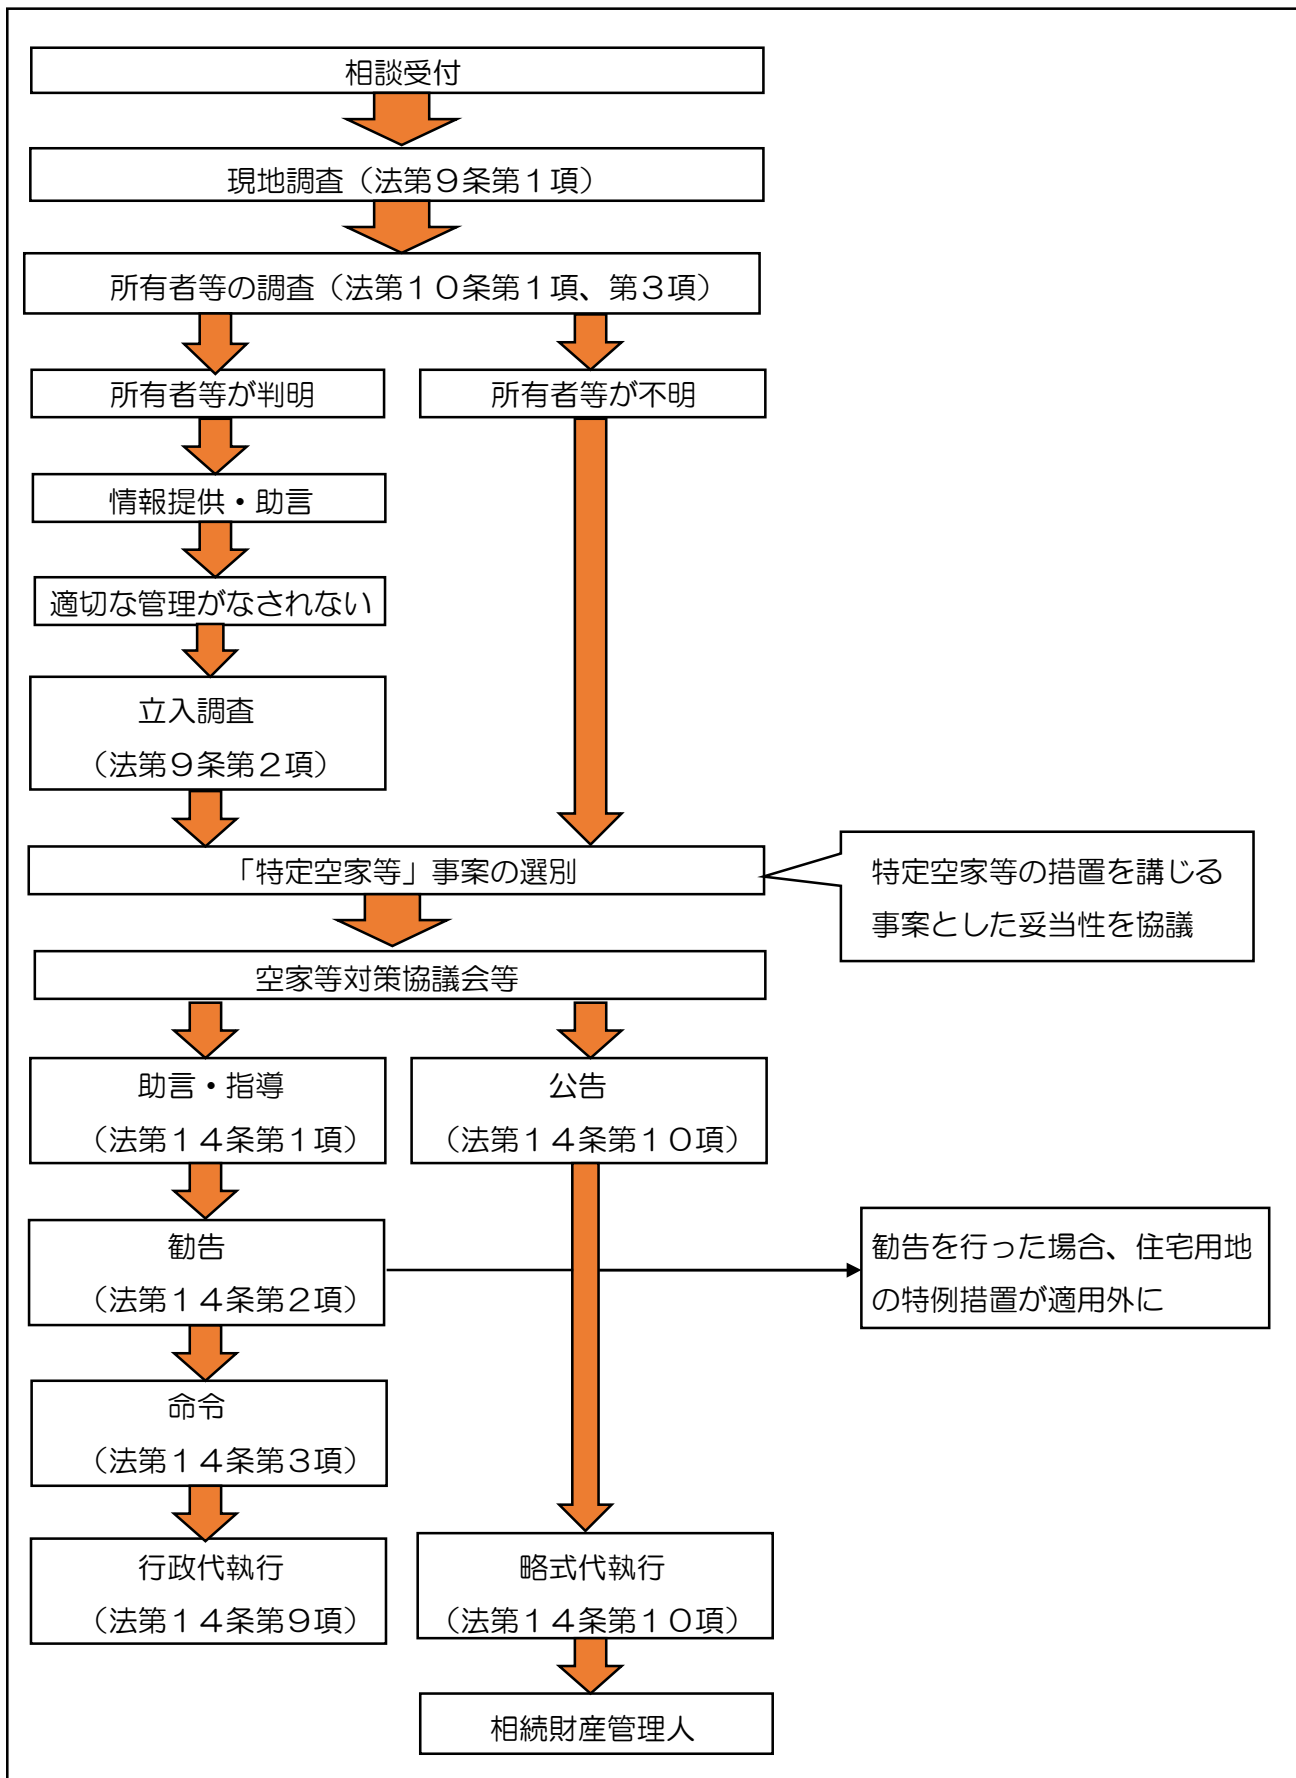 相談受付
現地調査（法第９条第１項）
所有者等の調査（法第１０条第１項、第３項）
所有者等が判明
所有者等が不明
情報提供・助言
適切な管理がなされない
立入調査
（法第９条第２項）
「特定空家等」事案の選別
特定空家等の措置を講じる
事案とした妥当性を協議
空家等対策協議会等
助言・指導
（法第１４条第１項）
公告
（法第１４条第１０項）
勧告
（法第１４条第２項）
勧告を行った場合、住宅用地
の特例措置が適用外に
命令
（法第１４条第３項）
行政代執行
（法第１４条第９項）
略式代執行
（法第１４条第１０項）
相続財産管理人